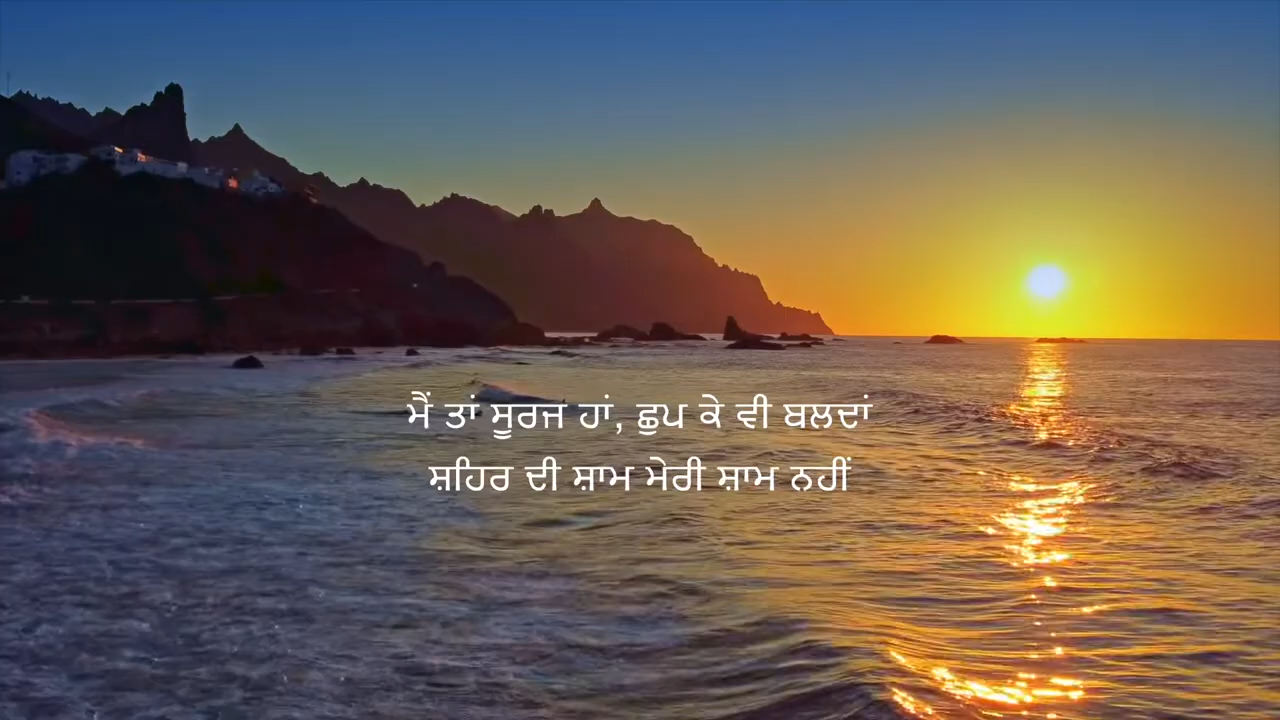 ਮੈਂ ਤਾਂ ਸੂਰਜ ਹਾਂ, ਛੁਪ ਕੇ ਵੀ ਬਲਦਾਂ
ਸ਼ਹਿਰ ਦੀ ਸ਼ਾਮ ਮੇਰੀ ਸ਼ਾਮ ਨਹੀਂ